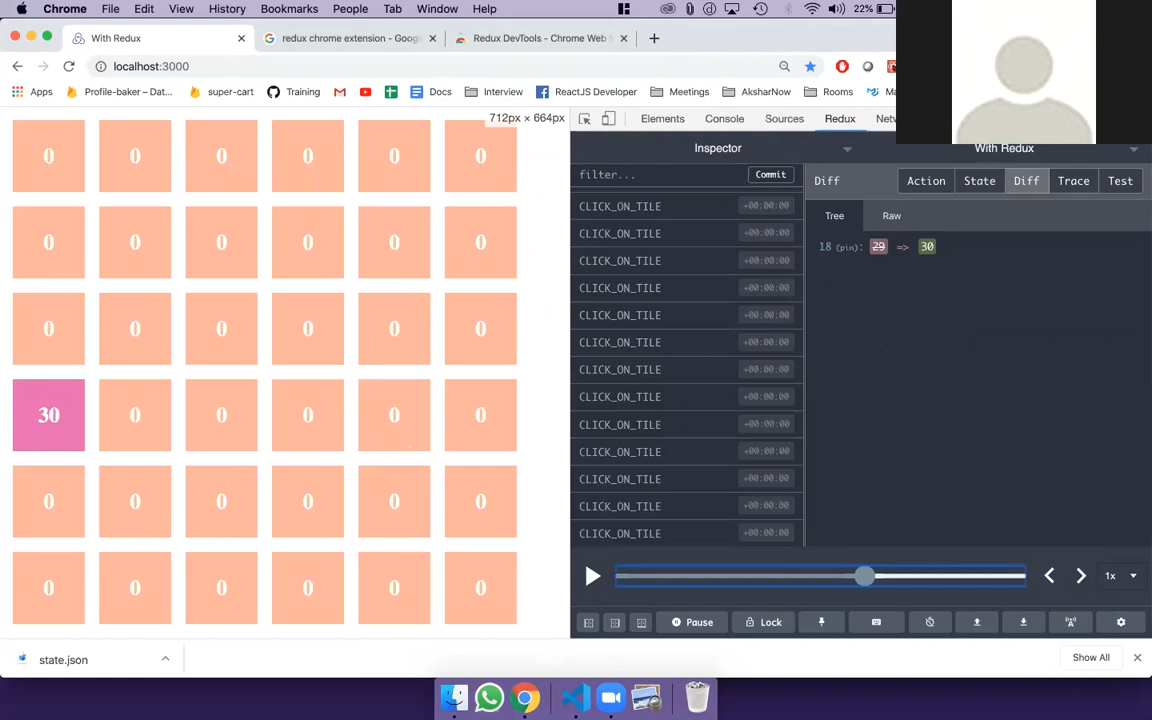 Chrome File Edit View History Bookmarks People Tab Window Help 22%
With Redux × redux chrome extension - Goog × Redux DevTools - Chrome Web S × +
localhost:3000
Apps Profile-baker – Dat... super-cart Training Docs Interview ReactJS Developer Meetings AksharNow Rooms Ma
712px × 664px
Elements Console Sources Redux Netw
Inspector With Redux
filter... Commit Diff Action State Diff Trace Test
Tree Raw
18 (pin): 29 => 30
CLICK_ON_TILE +00:00:00
CLICK_ON_TILE +00:00:00
CLICK_ON_TILE +00:00:00
CLICK_ON_TILE +00:00:00
CLICK_ON_TILE +00:00:00
CLICK_ON_TILE +00:00:00
CLICK_ON_TILE +00:00:00
CLICK_ON_TILE +00:00:00
CLICK_ON_TILE +00:00:00
CLICK_ON_TILE +00:00:00
CLICK_ON_TILE +00:00:00
CLICK_ON_TILE +00:00:00
CLICK_ON_TILE +00:00:00
0 0 0 0 0 0
0 0 0 0 0 0
0 0 0 0 0 0
30 0 0 0 0 0
0 0 0 0 0 0
0 0 0 0 0 0
1x
Pause Lock
state.json Show All